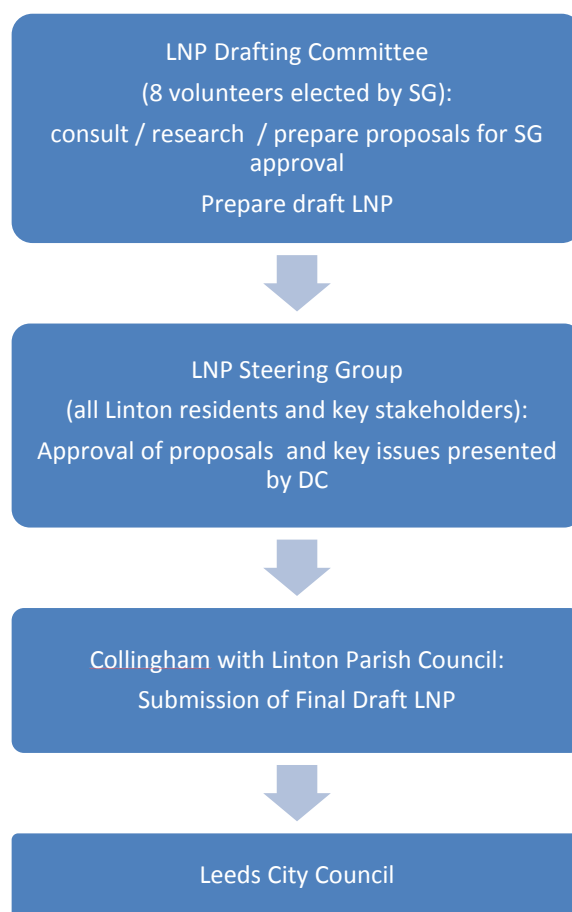 LNP Drafting Committee
(8 volunteers elected by SG):
consult / research  / prepare proposals for SG
approval
Prepare draft LNP
LNP Steering Group
(all Linton residents and key stakeholders):
Approval of proposals  and key issues presented
by DC
Collingham with Linton Parish Council:
Submission of Final Draft LNP
Leeds City Council